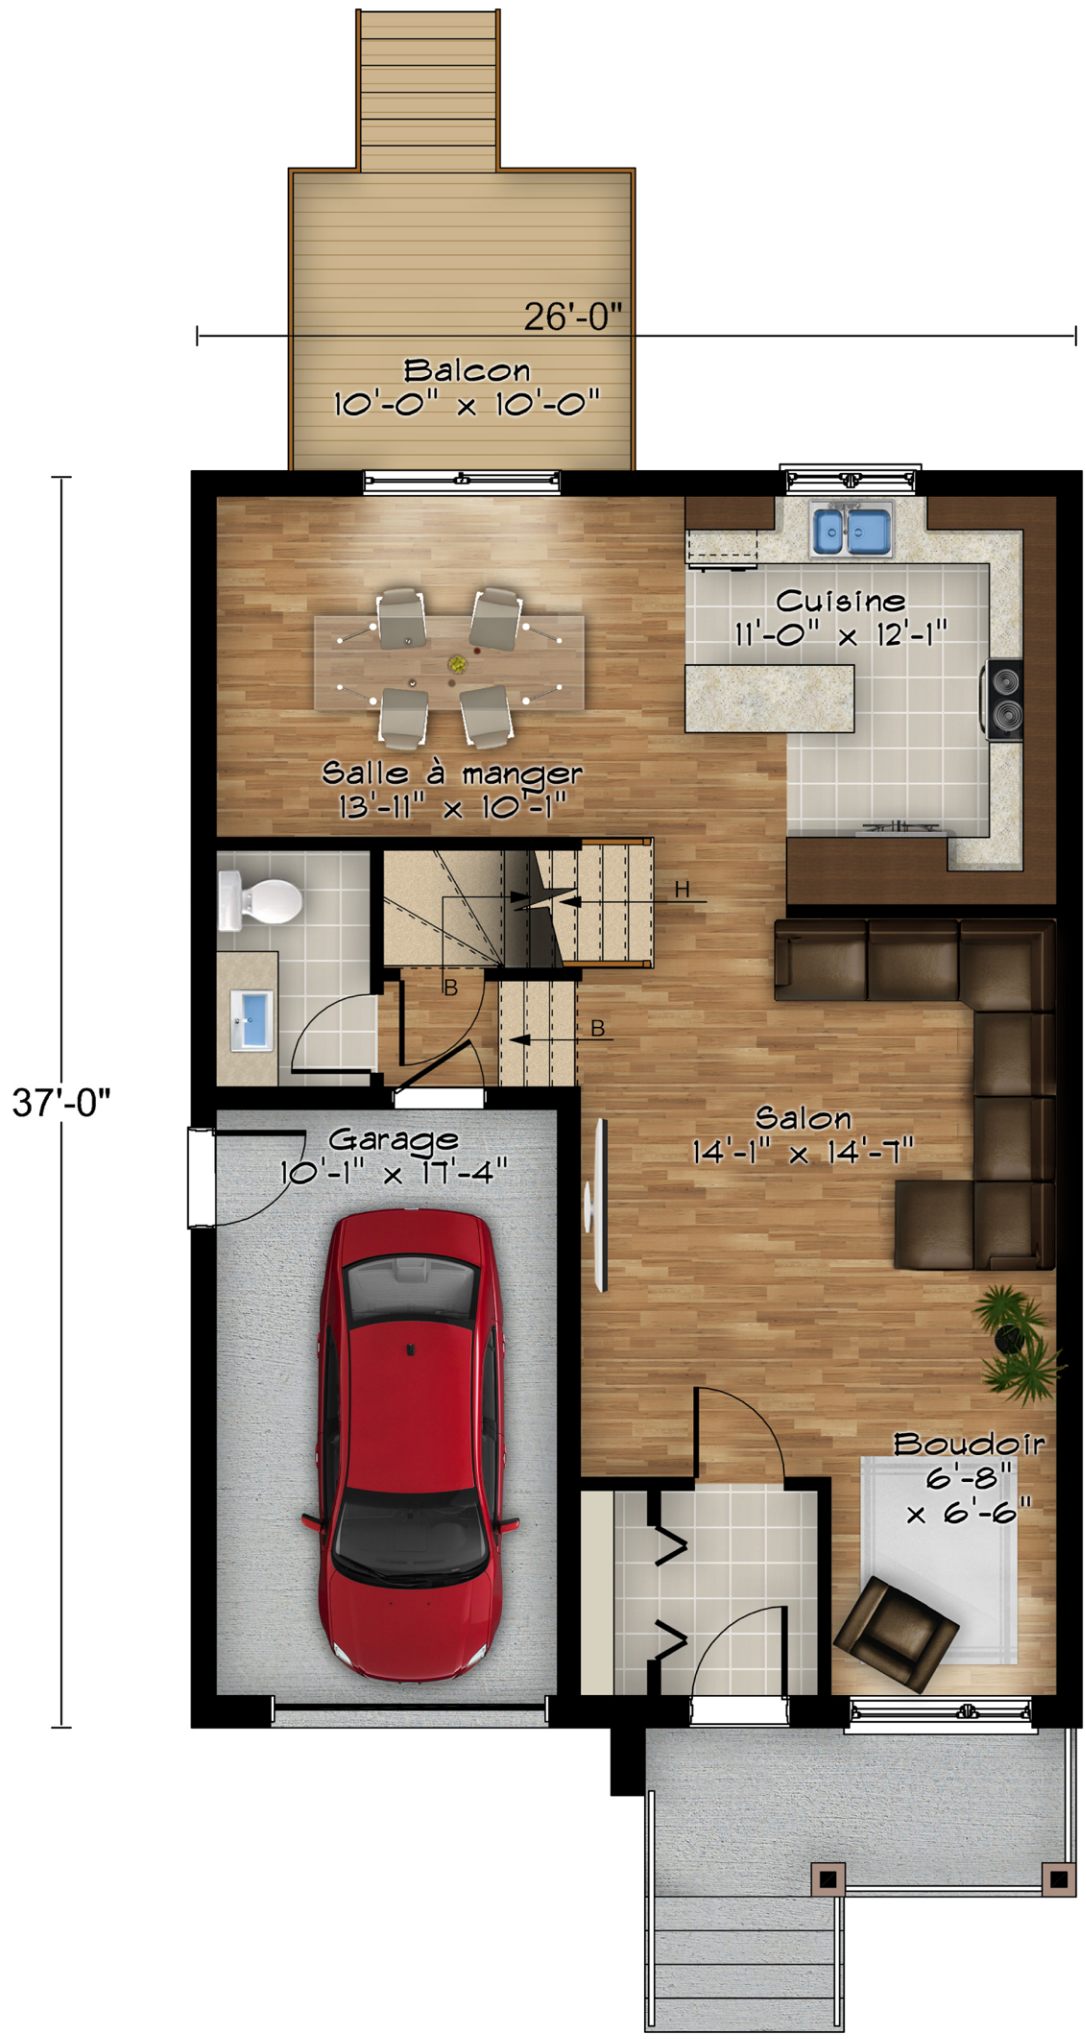 26'-0"
Balcon
10'-0" x 10'-0"
Cuisine
11'-0" x 12'-1"
Salle à manger
13'-11" x 10'-1"
H
B
B
37'-0"
Salon
14'-1" x 14'-7"
Garage
10'-1" x 17'-4"
Boudoir
6'-8"
x 6'-6"